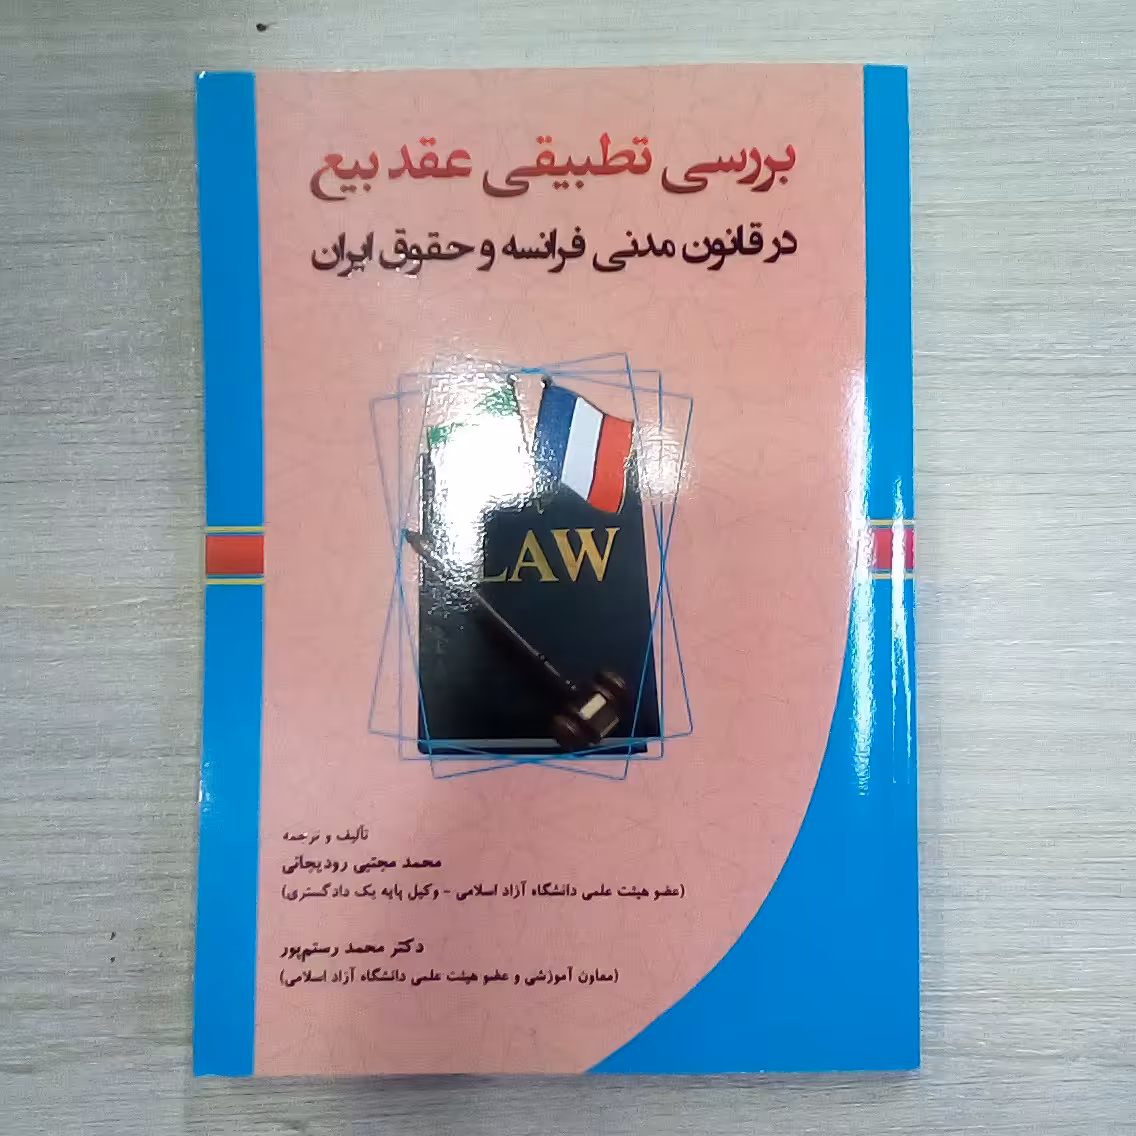 بررسی تطبیقی عقد بیع
در قانون مدنی فرانسه و حقوق ایران
LAW
تألیف و ترجمه
محمد مجتبی رودیجانی
(عضو هیئت علمی دانشگاه آزاد اسلامی - وکیل پایه یک دادگستری)
دکتر محمد رستم‌پور
(معاون آموزشی و عضو هیئت علمی دانشگاه آزاد اسلامی)